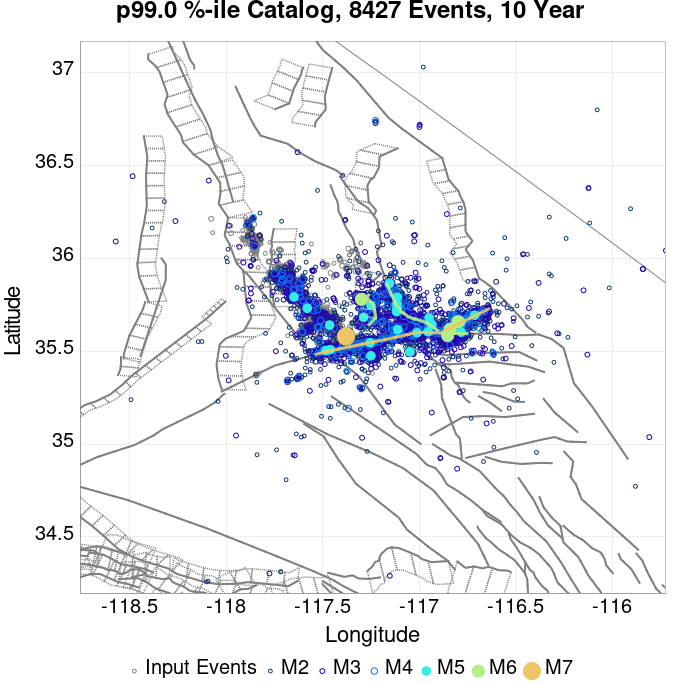 p99.0 %-ile Catalog, 8427 Events, 10 Year
37
36.5
36
35.5
35
34.5
Latitude
-118.5 -118 -117.5 -117 -116.5 -116
Longitude
Input Events M2 M3 M4 M5 M6 M7